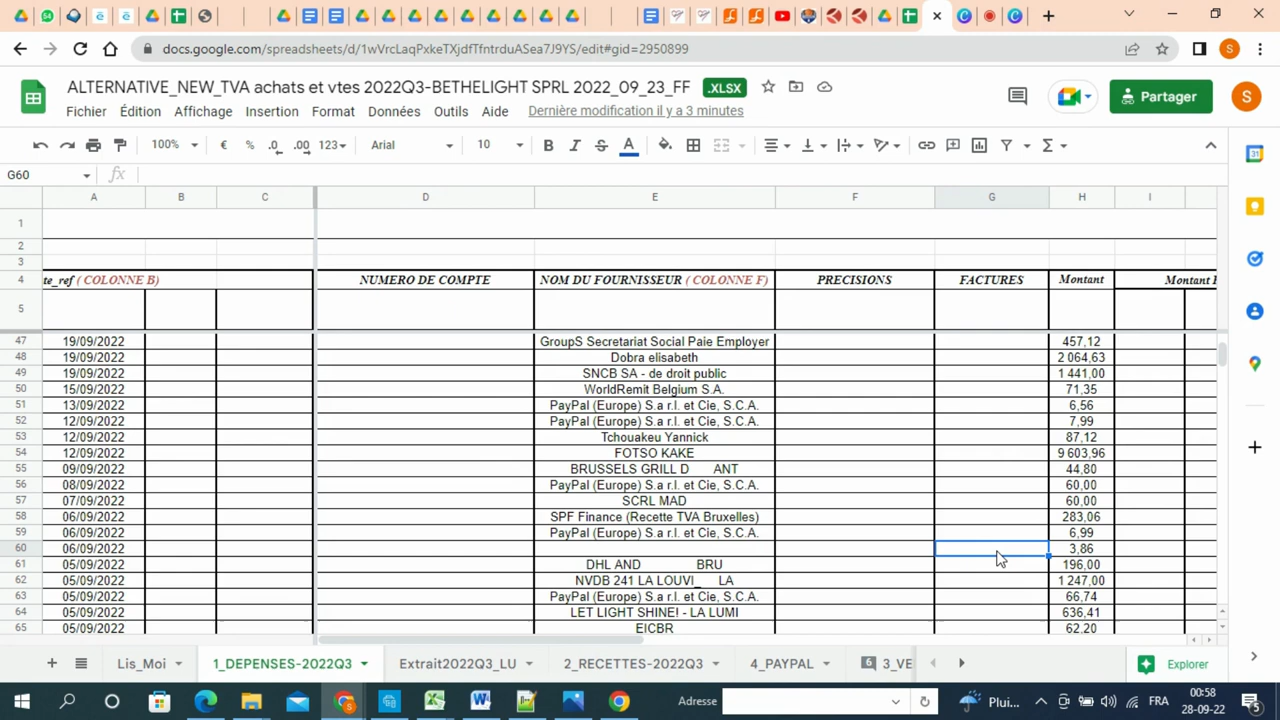 docs.google.com/spreadsheets/d/1wVrcLaqPxkeTXjdfTfntrduASea7J9YS/edit#gid=2950899
S
ALTERNATIVE_NEW_TVA achats et vtes 2022Q3-BETHELIGHT SPRL 2022_09_23_FF .XLSX
Fichier Édition Affichage Insertion Format Données Outils Aide Dernière modification il y a 3 minutes
Partager S
100% € % .0 .00 123 Arial 10 B I S A
G60 fx
A B C D E F G H I
1
2
3
4 te_ref ( COLONNE B) NUMERO DE COMPTE NOM DU FOURNISSEUR ( COLONNE F) PRECISIONS FACTURES Montant Montant
5
47 19/09/2022 GroupS Secretariat Social Paie Employer 457,12
48 19/09/2022 Dobra elisabeth 2 064,63
49 19/09/2022 SNCB SA - de droit public 1 441,00
50 15/09/2022 WorldRemit Belgium S.A. 71,35
51 13/09/2022 PayPal (Europe) S.a r.l. et Cie, S.C.A. 6,56
52 12/09/2022 PayPal (Europe) S.a r.l. et Cie, S.C.A. 7,99
53 12/09/2022 Tchouakeu Yannick 87,12
54 12/09/2022 FOTSO KAKE 9 603,96
55 09/09/2022 BRUSSELS GRILL D ANT 44,80
56 08/09/2022 PayPal (Europe) S.a r.l. et Cie, S.C.A. 60,00
57 07/09/2022 SCRL MAD 60,00
58 06/09/2022 SPF Finance (Recette TVA Bruxelles) 283,06
59 06/09/2022 PayPal (Europe) S.a r.l. et Cie, S.C.A. 6,99
60 06/09/2022 3,86
61 05/09/2022 DHL AND BRU 196,00
62 05/09/2022 NVDB 241 LA LOUVI_ LA 1 247,00
63 05/09/2022 PayPal (Europe) S.a r.l. et Cie, S.C.A. 66,74
64 05/09/2022 LET LIGHT SHINE! - LA LUMI 636,41
65 05/09/2022 EICBR 62,20
Lis_Moi 1_DEPENSES-2022Q3 Extrait2022Q3_LU 2_RECETTES-2022Q3 4_PAYPAL 6 3_VE Explorer
Adresse Plui... FRA 00:58
28-09-22 5